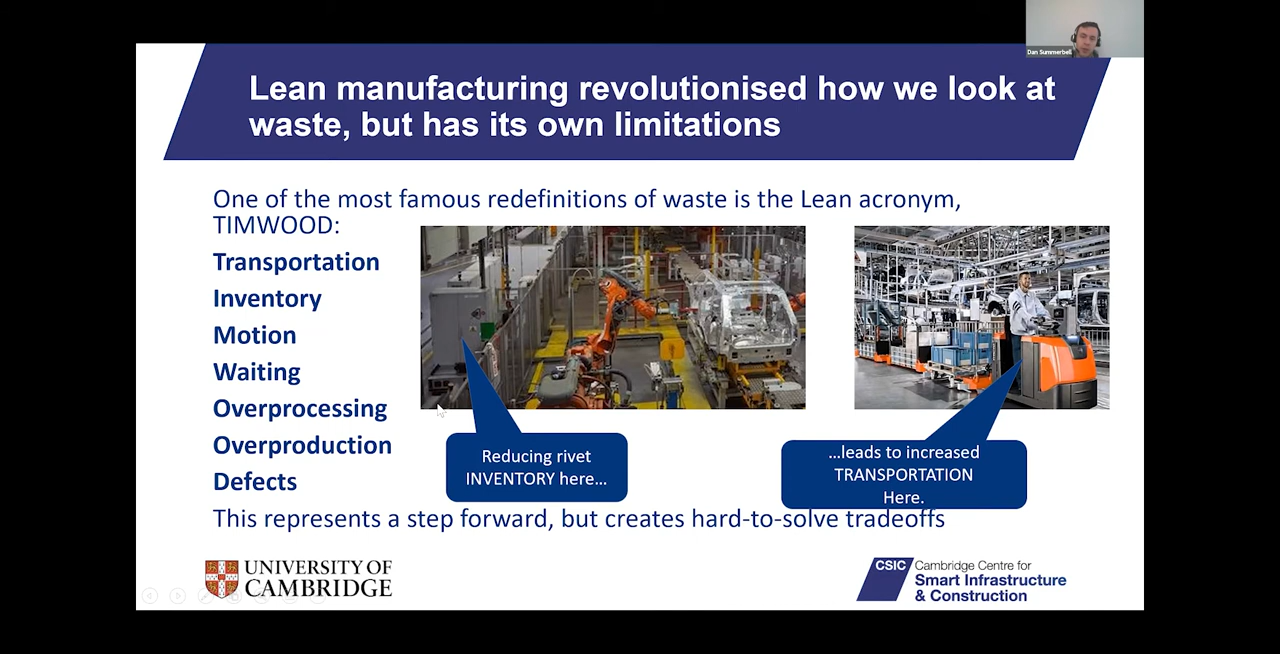 Dan Summerbell
Lean manufacturing revolutionised how we look at
waste, but has its own limitations
One of the most famous redefinitions of waste is the Lean acronym,
TIMWOOD:
Transportation
Inventory
Motion
Waiting
Overprocessing
Overproduction
Defects
Reducing rivet
INVENTORY here...
...leads to increased
TRANSPORTATION
Here.
This represents a step forward, but creates hard-to-solve tradeoffs
UNIVERSITY OF
CAMBRIDGE
CSIC
Cambridge Centre for
Smart Infrastructure
& Construction